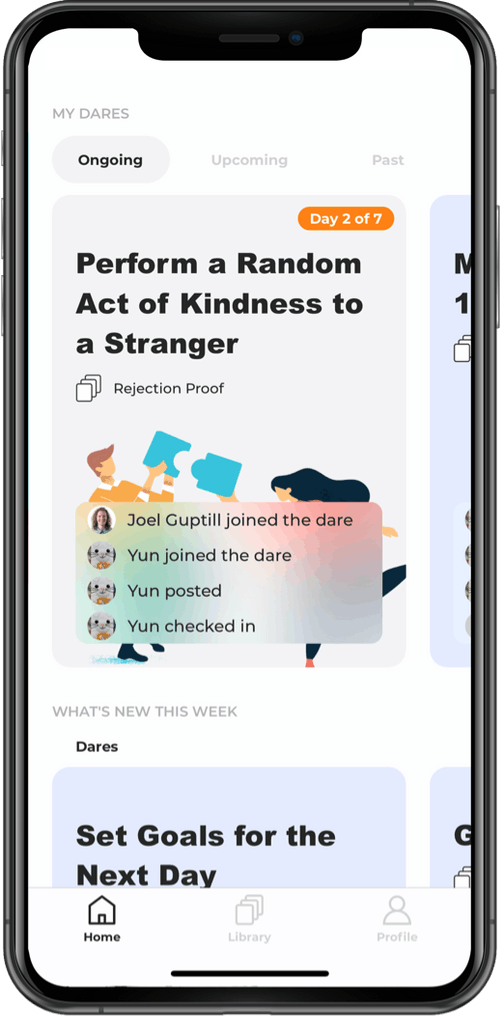 MY DARES
Ongoing Upcoming Past
Day 2 of 7
Perform a Random
Act of Kindness to
a Stranger
Rejection Proof
M
1
Joel Guptill joined the dare
Yun joined the dare
Yun posted
Yun checked in
WHAT'S NEW THIS WEEK
Dares
Set Goals for the
Next Day
G
Home Library Profile